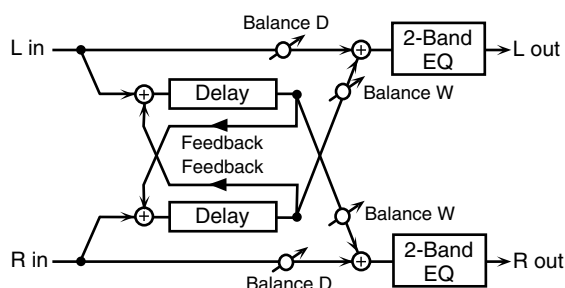 Balance D
L in
2-Band
EQ
L out
Delay
Balance W
Feedback
Feedback
Delay
Balance W
R in
Balance D
2-Band
EQ
R out